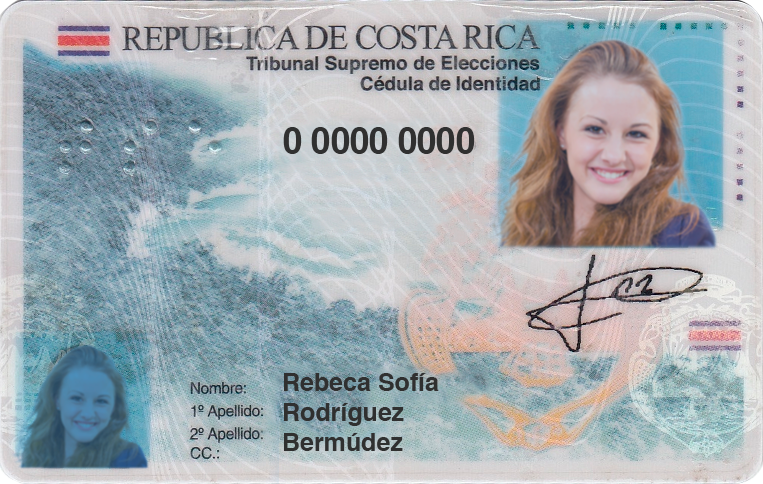 REPUBLICA DE COSTA RICA
Tribunal Supremo de Elecciones
Cédula de Identidad
0 0000 0000
Nombre: Rebeca Sofía
1º Apellido: Rodríguez
2º Apellido: Bermúdez
CC.: